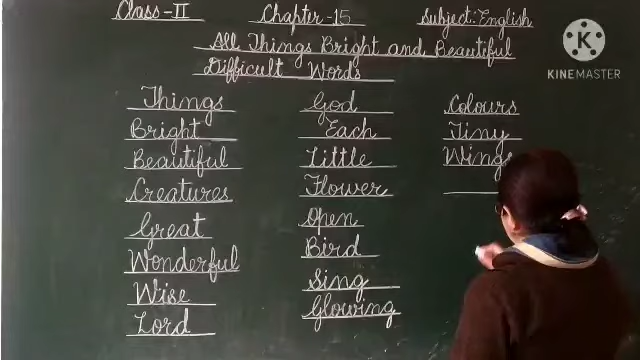 Class-II Chapter-15 Subject:English
All Things Bright and Beautiful
Difficult Words
Things
Bright
Beautiful
Creatures
Great
Wonderful
Wise
Lord
God
Each
Little
Flower
Open
Bird
Sing
Glowing
Colours
Tiny
Wings
KINEMASTER